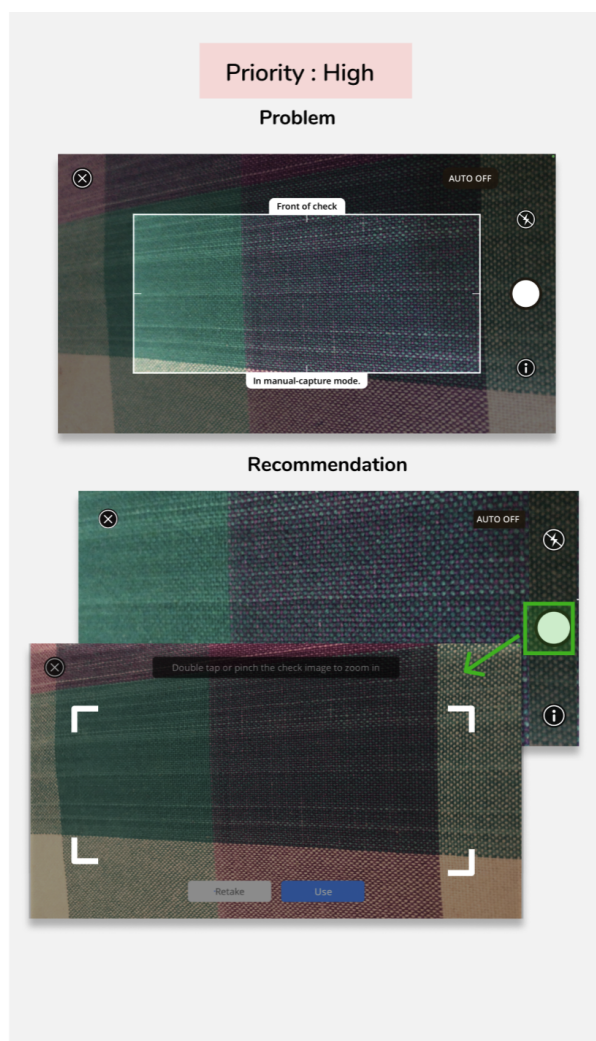 Priority : High
Problem
AUTO OFF
Front of check
In manual-capture mode.
Recommendation
AUTO OFF
Double tap or pinch the check image to zoom in
Retake
Use